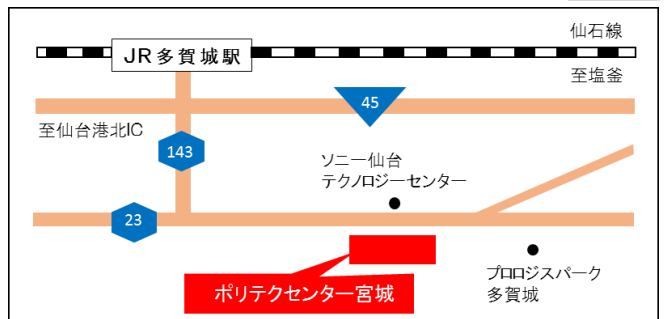 仙石線
JR多賀城駅
至塩釜
45
至仙台港北IC
143
ソニー仙台
テクノロジーセンター
23
プロロジスパーク
多賀城
ポリテクセンター宮城